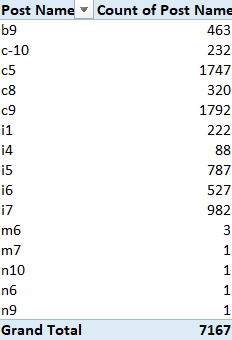 Post Name Count of Post Name
b9 463
c-10 232
c5 1747
c8 320
c9 1792
i1 222
i4 88
i5 787
i6 527
i7 982
m6 3
m7 1
n10 1
n6 1
n9 1
Grand Total 7167